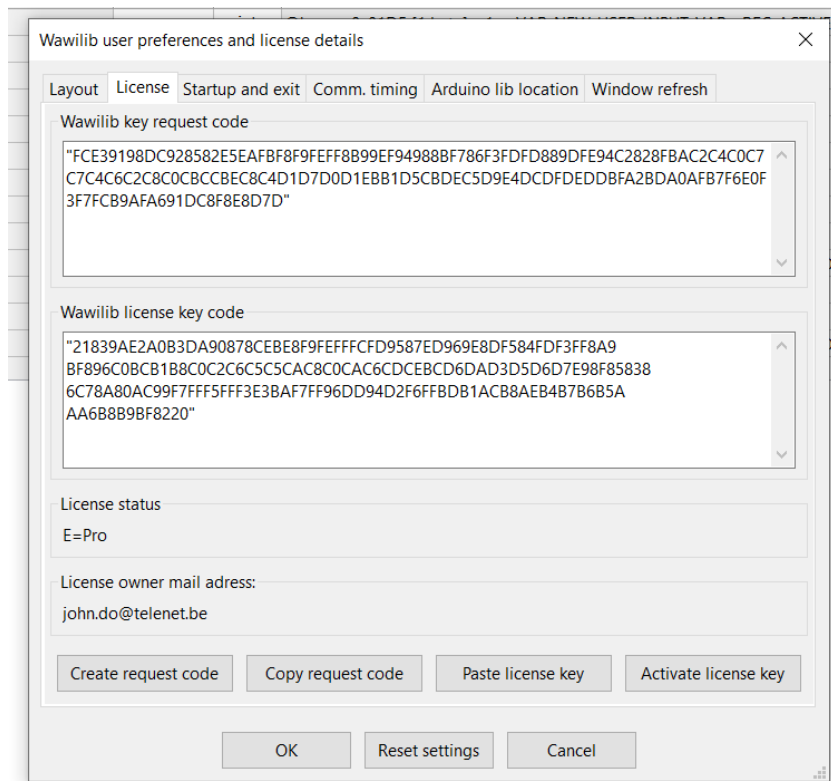 Wawilib user preferences and license details
Layout License Startup and exit Comm. timing Arduino lib location Window refresh
Wawilib key request code
"FCE39198DC928582E5EAFBF8F9FEFF8B99EF94988BF786F3FDFD889DFE94C2828FBAC2C4C0C7
C7C4C6C2C8C0CBCCBEC8C4D1D7D0D1EBB1D5CBDEC5D9E4DCDFDEDDBFA2BDA0AFB7F6E0F
3F7FCB9AFA691DC8F8E8D7D"
Wawilib license key code
"21839AE2A0B3DA90878CEBE8F9FEFFFCFD9587ED969E8DF584FDF3FF8A9
BF896C0BCB1B8C0C2C6C5C5CAC8C0CAC6CDCEBCD6DAD3D5D6D7E98F85838
6C78A80AC99F7FFF5FFF3E3BAF7FF96DD94D2F6FFBDB1ACB8AEB4B7B6B5A
AA6B8B9BF8220"
License status
E=Pro
License owner mail adress:
john.do@telenet.be
Create request code Copy request code Paste license key Activate license key
OK Reset settings Cancel